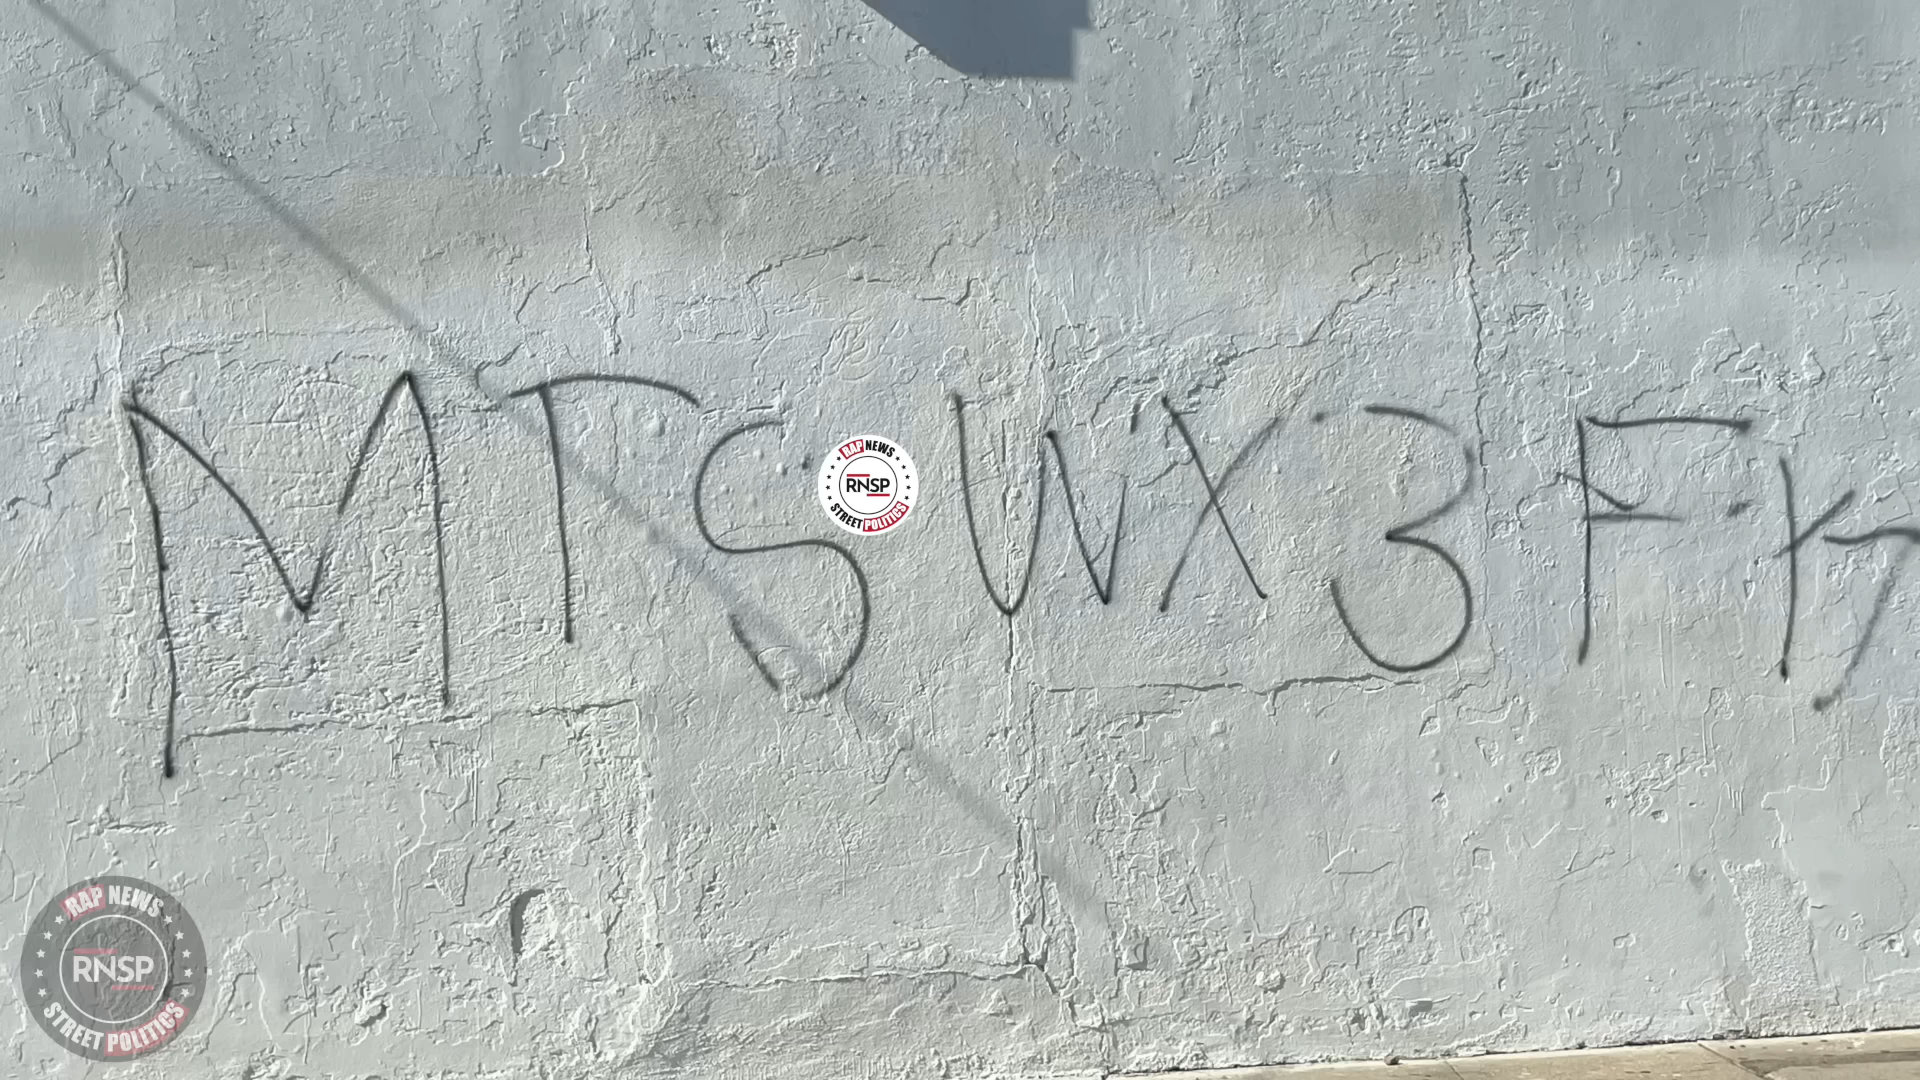 MTS WX3 F K
RAP NEWS
RNSP
STREET POLITICS
RAP NEWS
RNSP
STREET POLITICS